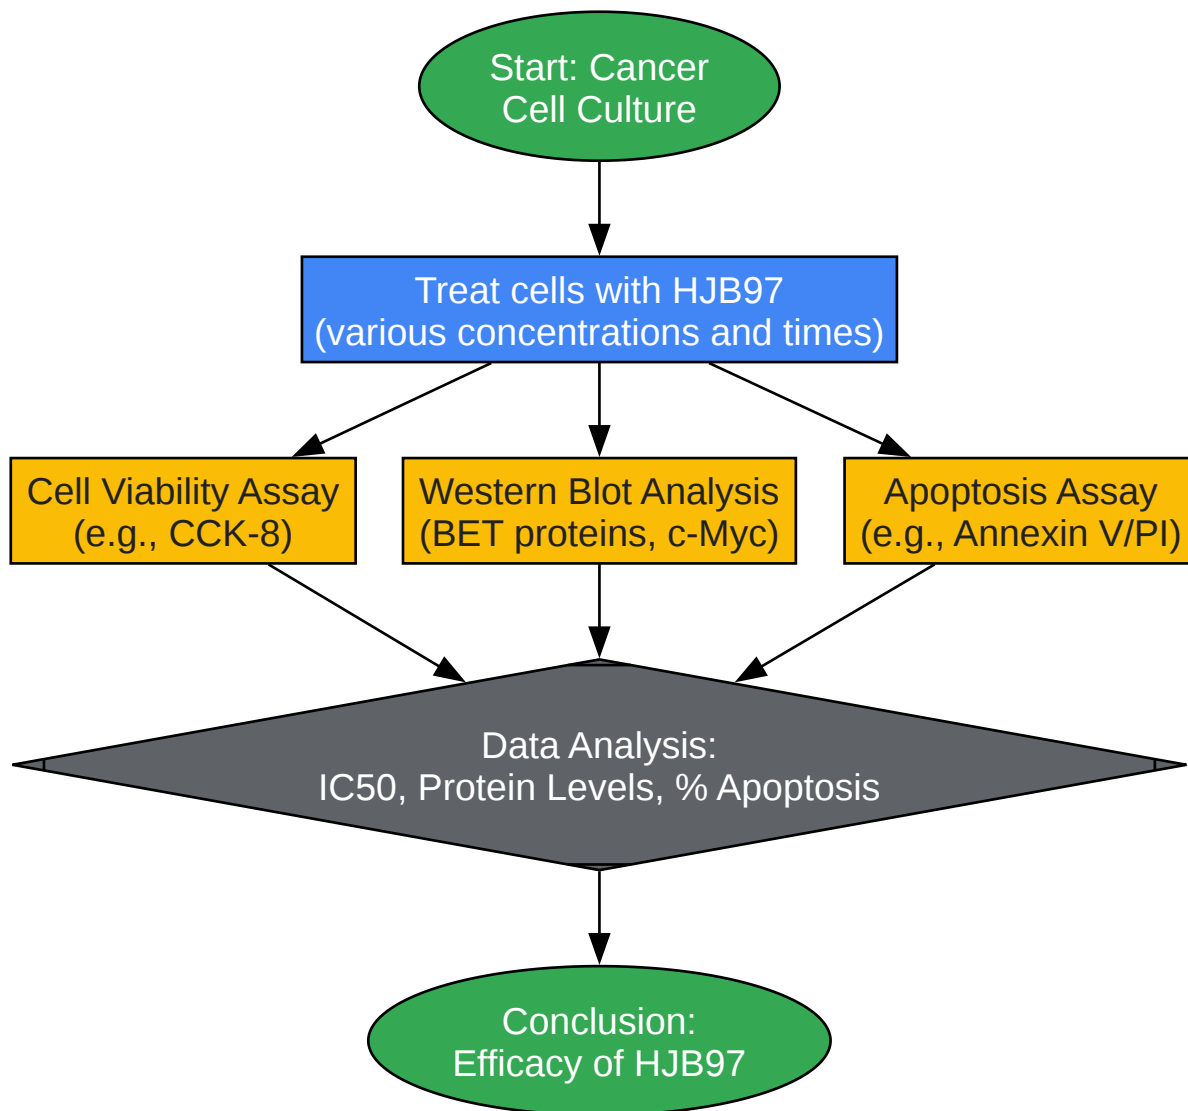 Start: Cancer
Cell Culture
Treat cells with HJB97
(various concentrations and times)
Cell Viability Assay
(e.g., CCK-8)
Western Blot Analysis
(BET proteins, c-Myc)
Apoptosis Assay
(e.g., Annexin V/PI)
Data Analysis:
IC50, Protein Levels, % Apoptosis
Conclusion:
Efficacy of HJB97